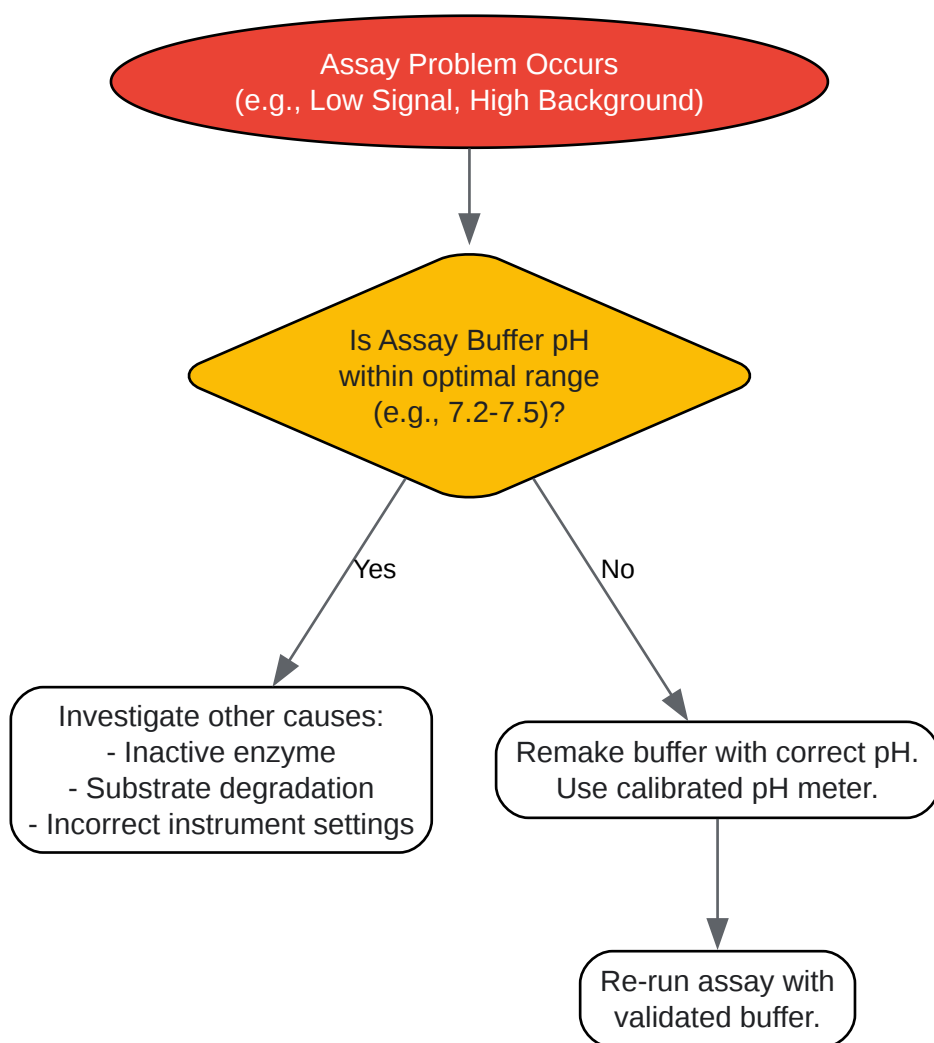 Assay Problem Occurs
(e.g., Low Signal, High Background)
Is Assay Buffer pH
within optimal range
(e.g., 7.2-7.5)?
Yes
No
Investigate other causes:
- Inactive enzyme
- Substrate degradation
- Incorrect instrument settings
Remake buffer with correct pH.
Use calibrated pH meter.
Re-run assay with
validated buffer.